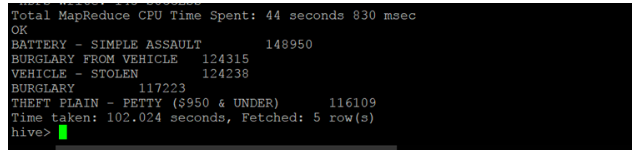 Total MapReduce CPU Time Spent: 44 seconds 830 msec
OK
BATTERY - SIMPLE ASSAULT 148950
BURGLARY FROM VEHICLE 124315
VEHICLE - STOLEN 124238
BURGLARY 117223
THEFT PLAIN - PETTY ($950 & UNDER) 116109
Time taken: 102.024 seconds, Fetched: 5 row(s)
hive>